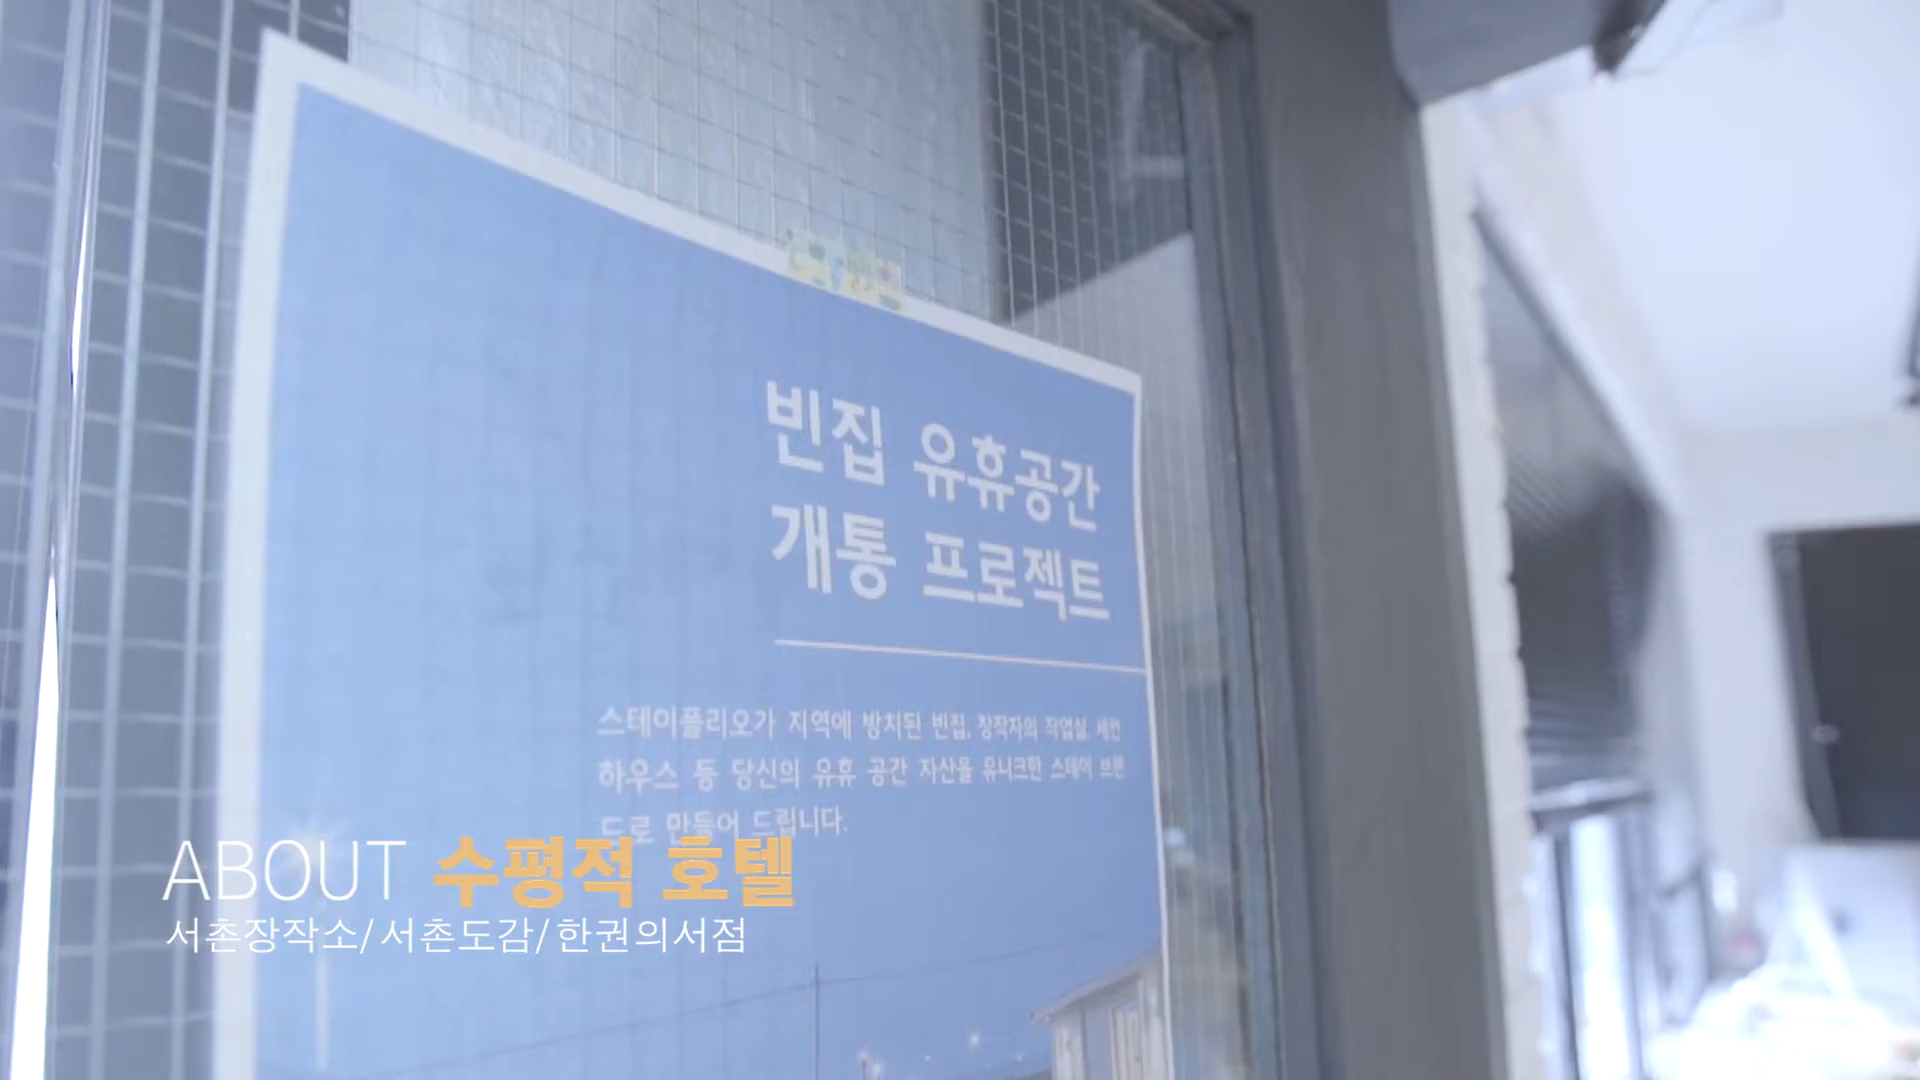 빈집 유휴공간
개통 프로젝트
스테이폴리오가 지역에 방치된 빈집, 창작자의 작업실, 세컨
하우스 등 당신의 유휴 공간 자산을 유니크한 스테이 브랜
드로 만들어 드립니다.
ABOUT 수평적 호텔
서촌장작소/서촌도감/한권의서점